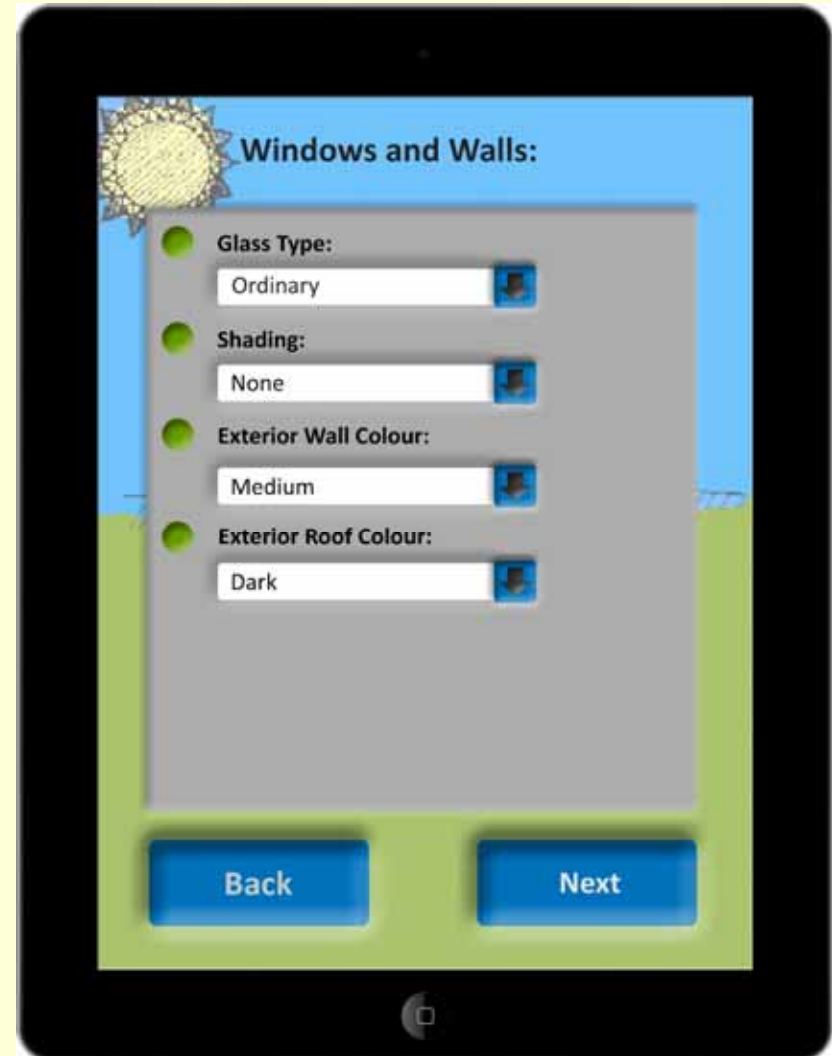 Windows and Walls:
Glass Type:
Ordinary
Shading:
None
Exterior Wall Colour:
Medium
Exterior Roof Colour:
Dark
Back
Next